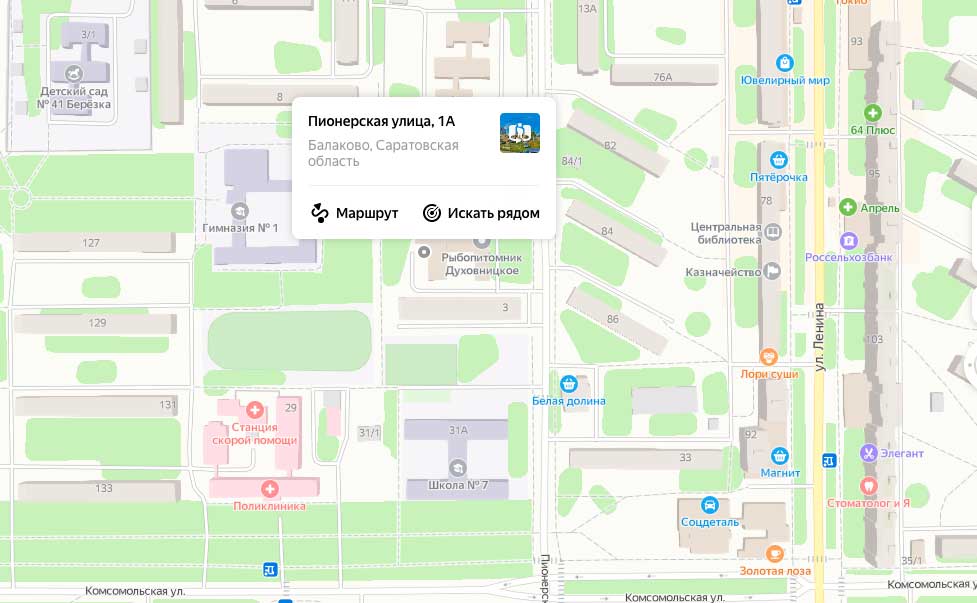 6
3/1
Детский сад
№ 41 Берёзка
8
13А
Токио
93
76А
Ювелирный мир
Пионерская улица, 1А
Балаково, Саратовская
область
Маршрут
Искать рядом
64 Плюс
82
84/1
Пятёрочка
95
78
Апрель
Гимназия № 1
127
84
Центральная
библиотека
Россельхозбанк
Рыбопитомник
Духовницкое
Казначейство
3
129
86
ул. Ленина
103
Лори суши
Белая долина
131
29
Станция
скорой помощи
31/1
31А
92
Элегант
33
Магнит
Школа № 7
133
Поликлиника
Стоматолог и Я
Соцдеталь
35/1
Золотая лоза
Пионерск
Комсомольская ул.
Комсомольская ул.
Комсомольская у